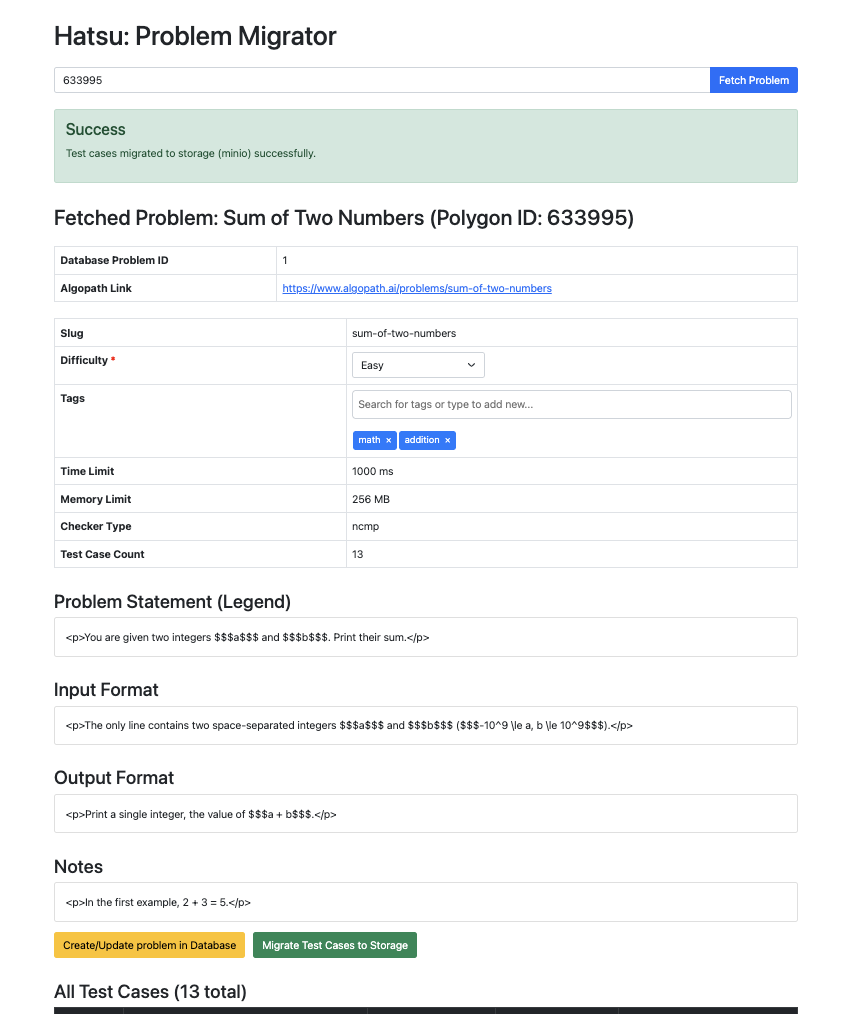 Hatsu: Problem Migrator
633995
Fetch Problem
Success
Test cases migrated to storage (minio) successfully.
Fetched Problem: Sum of Two Numbers (Polygon ID: 633995)
Database Problem ID 1
Algopath Link https://www.algopath.ai/problems/sum-of-two-numbers
Slug sum-of-two-numbers
Difficulty * Easy
Tags Search for tags or type to add new...
math × addition ×
Time Limit 1000 ms
Memory Limit 256 MB
Checker Type ncmp
Test Case Count 13
Problem Statement (Legend)
<p>You are given two integers $$$a$$$ and $$$b$$$. Print their sum.</p>
Input Format
<p>The only line contains two space-separated integers $$$a$$$ and $$$b$$$ ($$$-10^9 \le a, b \le 10^9$$$).</p>
Output Format
<p>Print a single integer, the value of $$$a + b$$$.</p>
Notes
<p>In the first example, 2 + 3 = 5.</p>
Create/Update problem in Database Migrate Test Cases to Storage
All Test Cases (13 total)